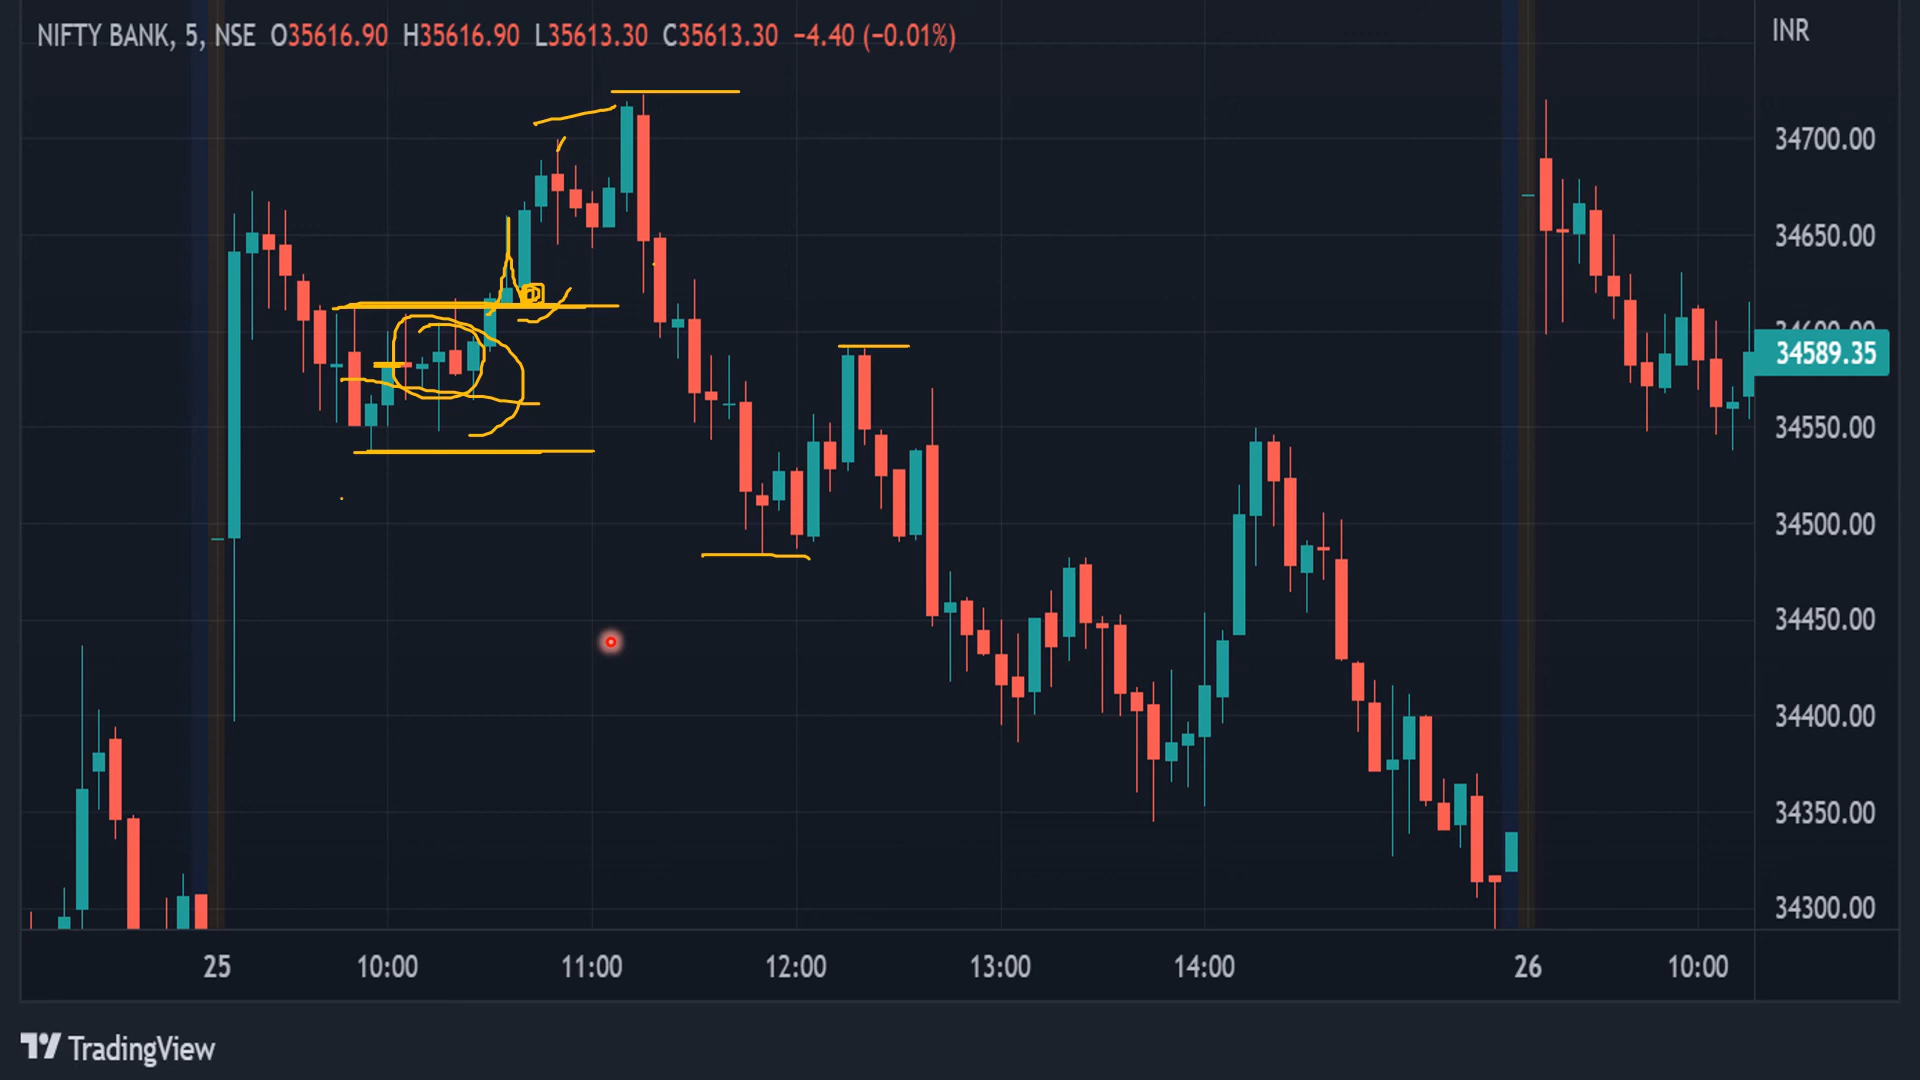 NIFTY BANK, 5, NSE O35616.90 H35616.90 L35613.30 C35613.30 −4.40 (−0.01%)
INR
34700.00
34650.00
34600.00
34589.35
34550.00
34500.00
34450.00
34400.00
34350.00
34300.00
25 10:00 11:00 12:00 13:00 14:00 26 10:00
TradingView